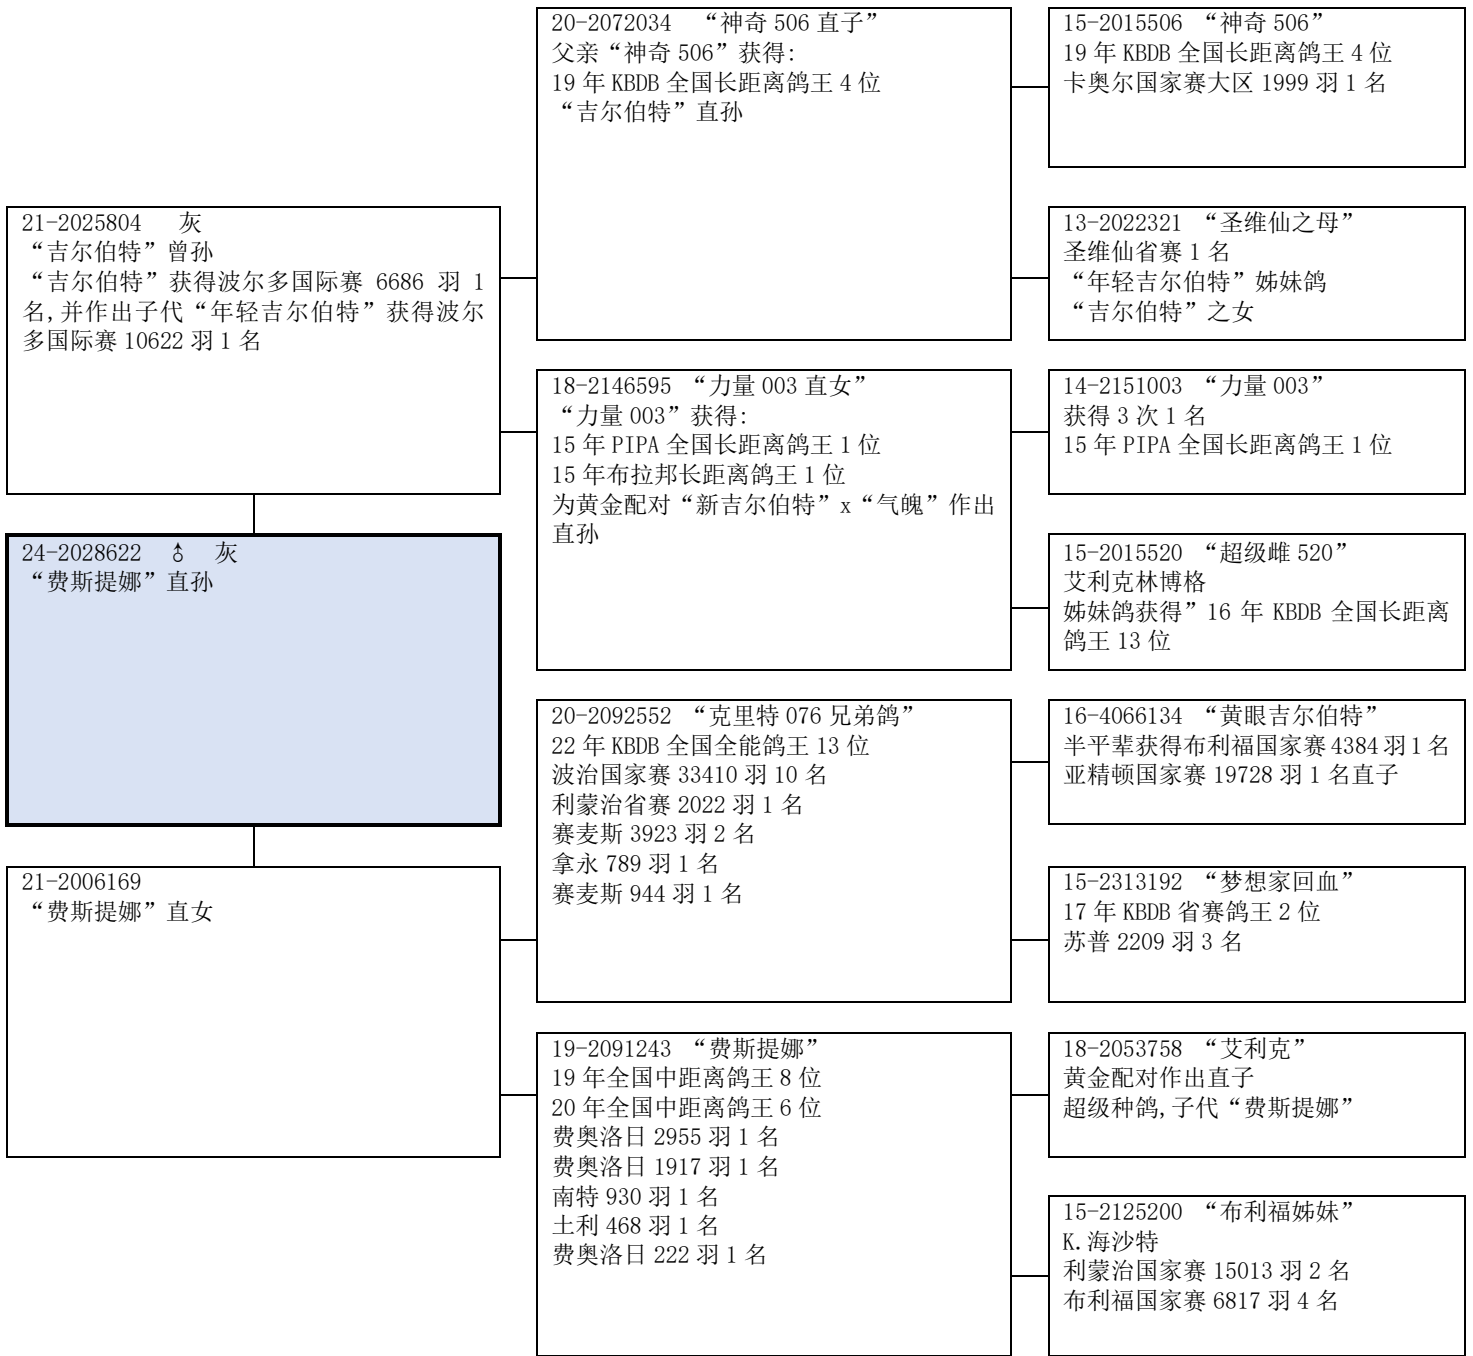 20-2072034 “神奇 506 直子”
父亲“神奇 506”获得:
19 年 KBDB 全国长距离鸽王 4 位
“吉尔伯特”直孙
15-2015506 “神奇 506”
19 年 KBDB 全国长距离鸽王 4 位
卡奥尔国家赛大区 1999 羽 1 名
21-2025804 灰
“吉尔伯特”曾孙
“吉尔伯特”获得波尔多国际赛 6686 羽 1
名,并作出子代“年轻吉尔伯特”获得波尔
多国际赛 10622 羽 1 名
13-2022321 “圣维仙之母”
圣维仙省赛 1 名
“年轻吉尔伯特”姊妹鸽
“吉尔伯特”之女
18-2146595 “力量 003 直女”
“力量 003”获得:
15 年 PIPA 全国长距离鸽王 1 位
15 年布拉邦长距离鸽王 1 位
为黄金配对“新吉尔伯特”x“气魄”作出
直孙
14-2151003 “力量 003”
获得 3 次 1 名
15 年 PIPA 全国长距离鸽王 1 位
24-2028622 ♂ 灰
“费斯提娜”直孙
15-2015520 “超级雌 520”
艾利克林博格
姊妹鸽获得”16 年 KBDB 全国长距离
鸽王 13 位
20-2092552 “克里特 076 兄弟鸽”
22 年 KBDB 全国全能鸽王 13 位
波治国家赛 33410 羽 10 名
利蒙治省赛 2022 羽 1 名
赛麦斯 3923 羽 2 名
拿永 789 羽 1 名
赛麦斯 944 羽 1 名
16-4066134 “黄眼吉尔伯特”
半平辈获得布利福国家赛 4384 羽 1 名
亚精顿国家赛 19728 羽 1 名直子
21-2006169
“费斯提娜”直女
15-2313192 “梦想家回血”
17 年 KBDB 省赛鸽王 2 位
苏普 2209 羽 3 名
19-2091243 “费斯提娜”
19 年全国中距离鸽王 8 位
20 年全国中距离鸽王 6 位
费奥洛日 2955 羽 1 名
费奥洛日 1917 羽 1 名
南特 930 羽 1 名
土利 468 羽 1 名
费奥洛日 222 羽 1 名
18-2053758 “艾利克”
黄金配对作出直子
超级种鸽,子代“费斯提娜”
15-2125200 “布利福姊妹”
K.海沙特
利蒙治国家赛 15013 羽 2 名
布利福国家赛 6817 羽 4 名